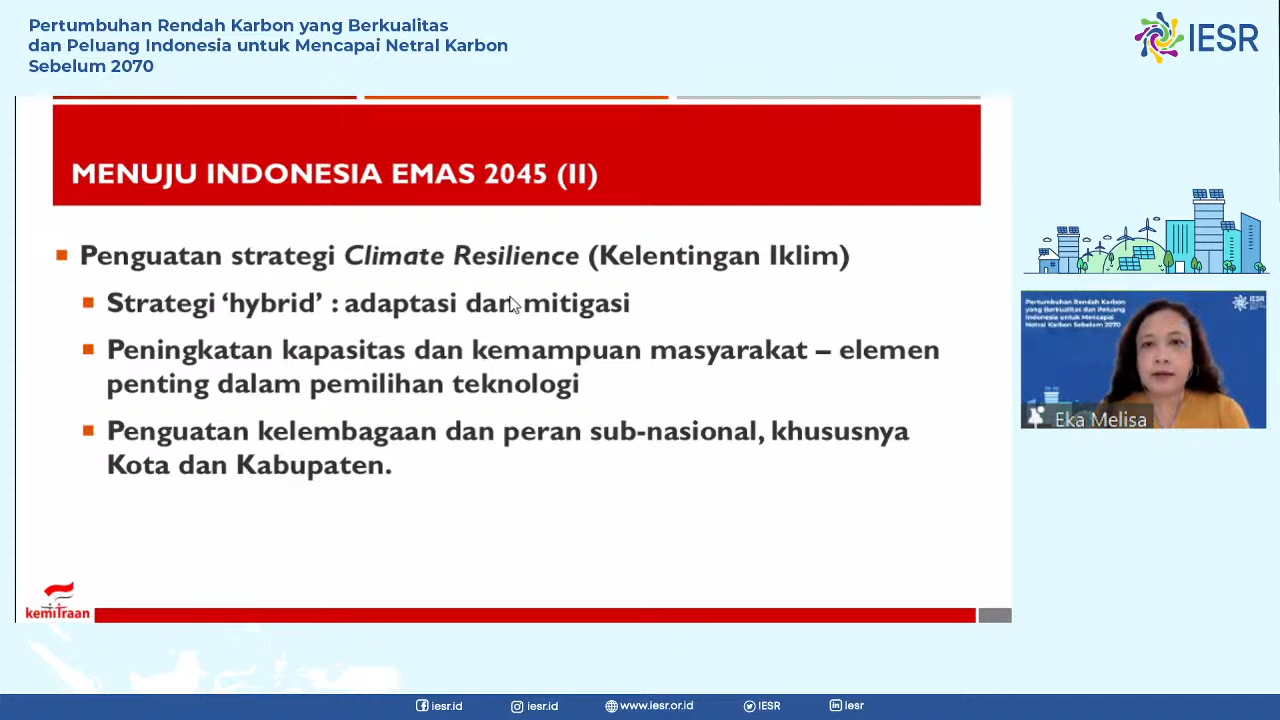 Pertumbuhan Rendah Karbon yang Berkualitas
dan Peluang Indonesia untuk Mencapai Netral Karbon
Sebelum 2070
IESR
MENUJU INDONESIA EMAS 2045 (II)
Penguatan strategi Climate Resilience (Kelentingan Iklim)
Strategi ‘hybrid’ : adaptasi dan mitigasi
Peningkatan kapasitas dan kemampuan masyarakat – elemen
penting dalam pemilihan teknologi
Penguatan kelembagaan dan peran sub-nasional, khususnya
Kota dan Kabupaten.
kemitraan
Pertumbuhan Rendah Karbon
yang Berkualitas dan Peluang
Indonesia untuk Mencapai
Netral Karbon Sebelum 2070
IESR
Eka Melisa
iesr.id
iesr.id
www.iesr.or.id
IESR
iesr